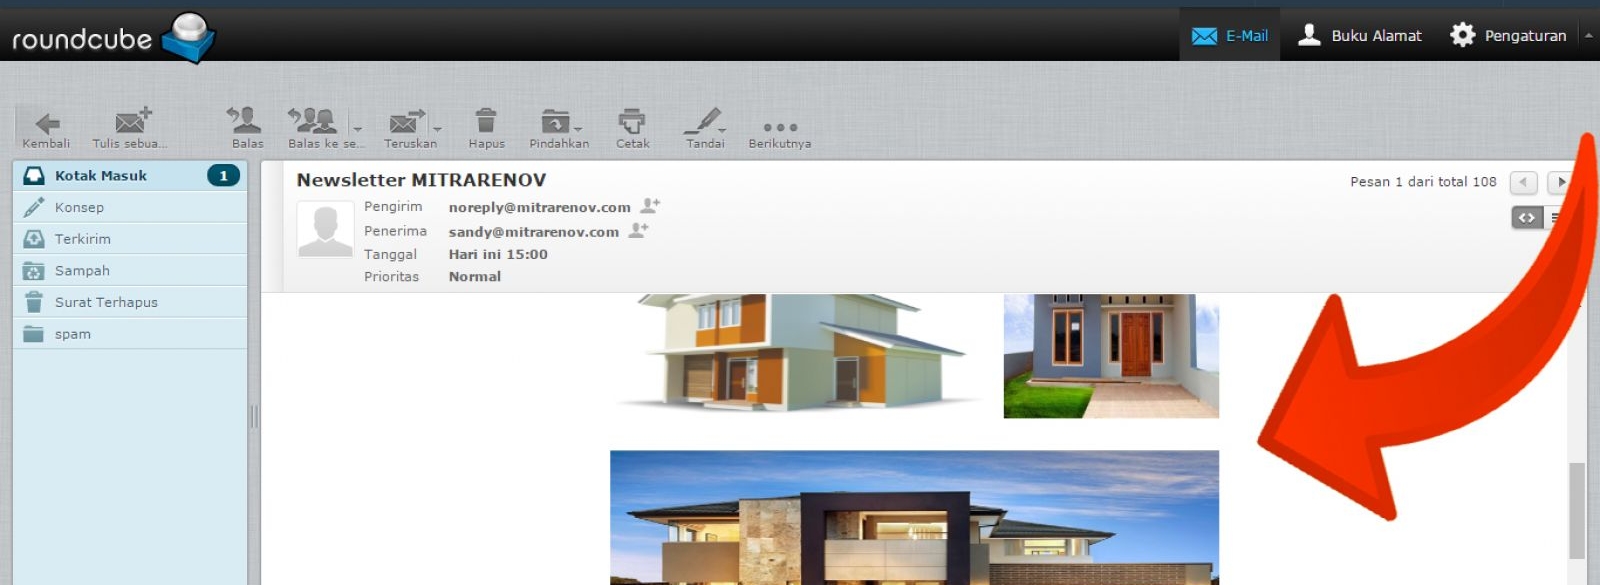 roundcube
E-Mail
Buku Alamat
Pengaturan
Kembali
Tulis sebua...
Balas
Balas ke se...
Teruskan
Hapus
Pindahkan
Cetak
Tandai
Berikutnya
Kotak Masuk
1
Konsep
Terkirim
Sampah
Surat Terhapus
spam
Newsletter MITRARENOV
Pesan 1 dari total 108
Pengirim noreply@mitrarenov.com
Penerima sandy@mitrarenov.com
Tanggal Hari ini 15:00
Prioritas Normal